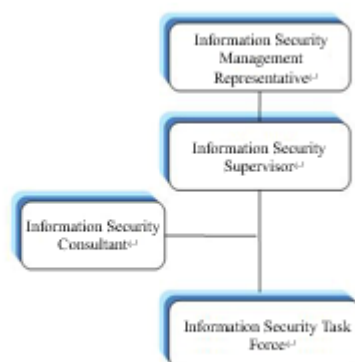 Information Security
Management
Representative↵
Information Security
Supervisor↵
Information Security
Consultant↵
Information Security Task
Force↵